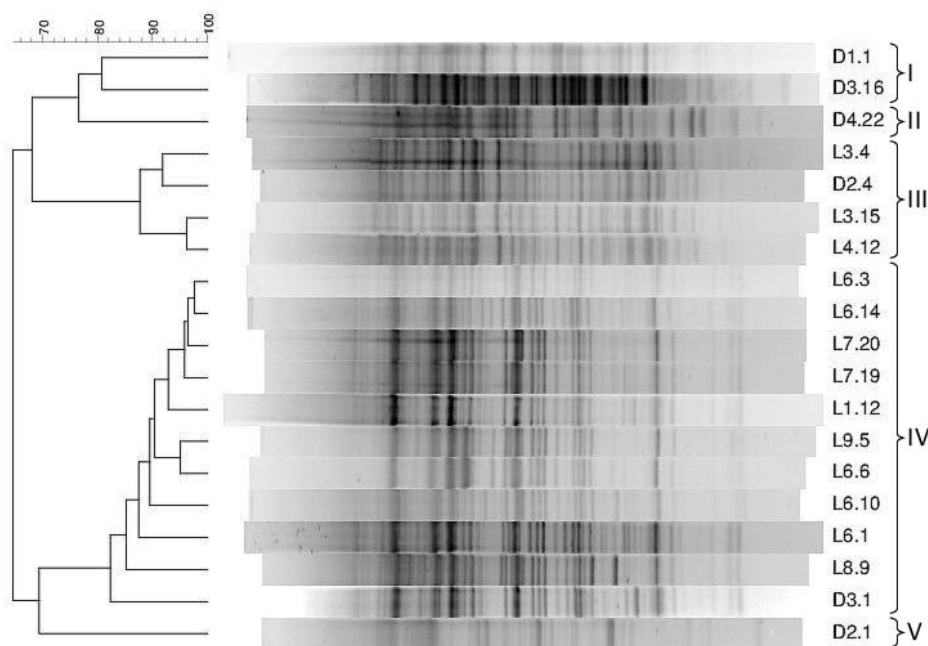 70 80 90 100
D1.1
D3.16
I
D4.22
II
L3.4
D2.4
L3.15
L4.12
III
L6.3
L6.14
L7.20
L7.19
L1.12
L9.5
L6.6
L6.10
L6.1
L8.9
D3.1
IV
D2.1
V